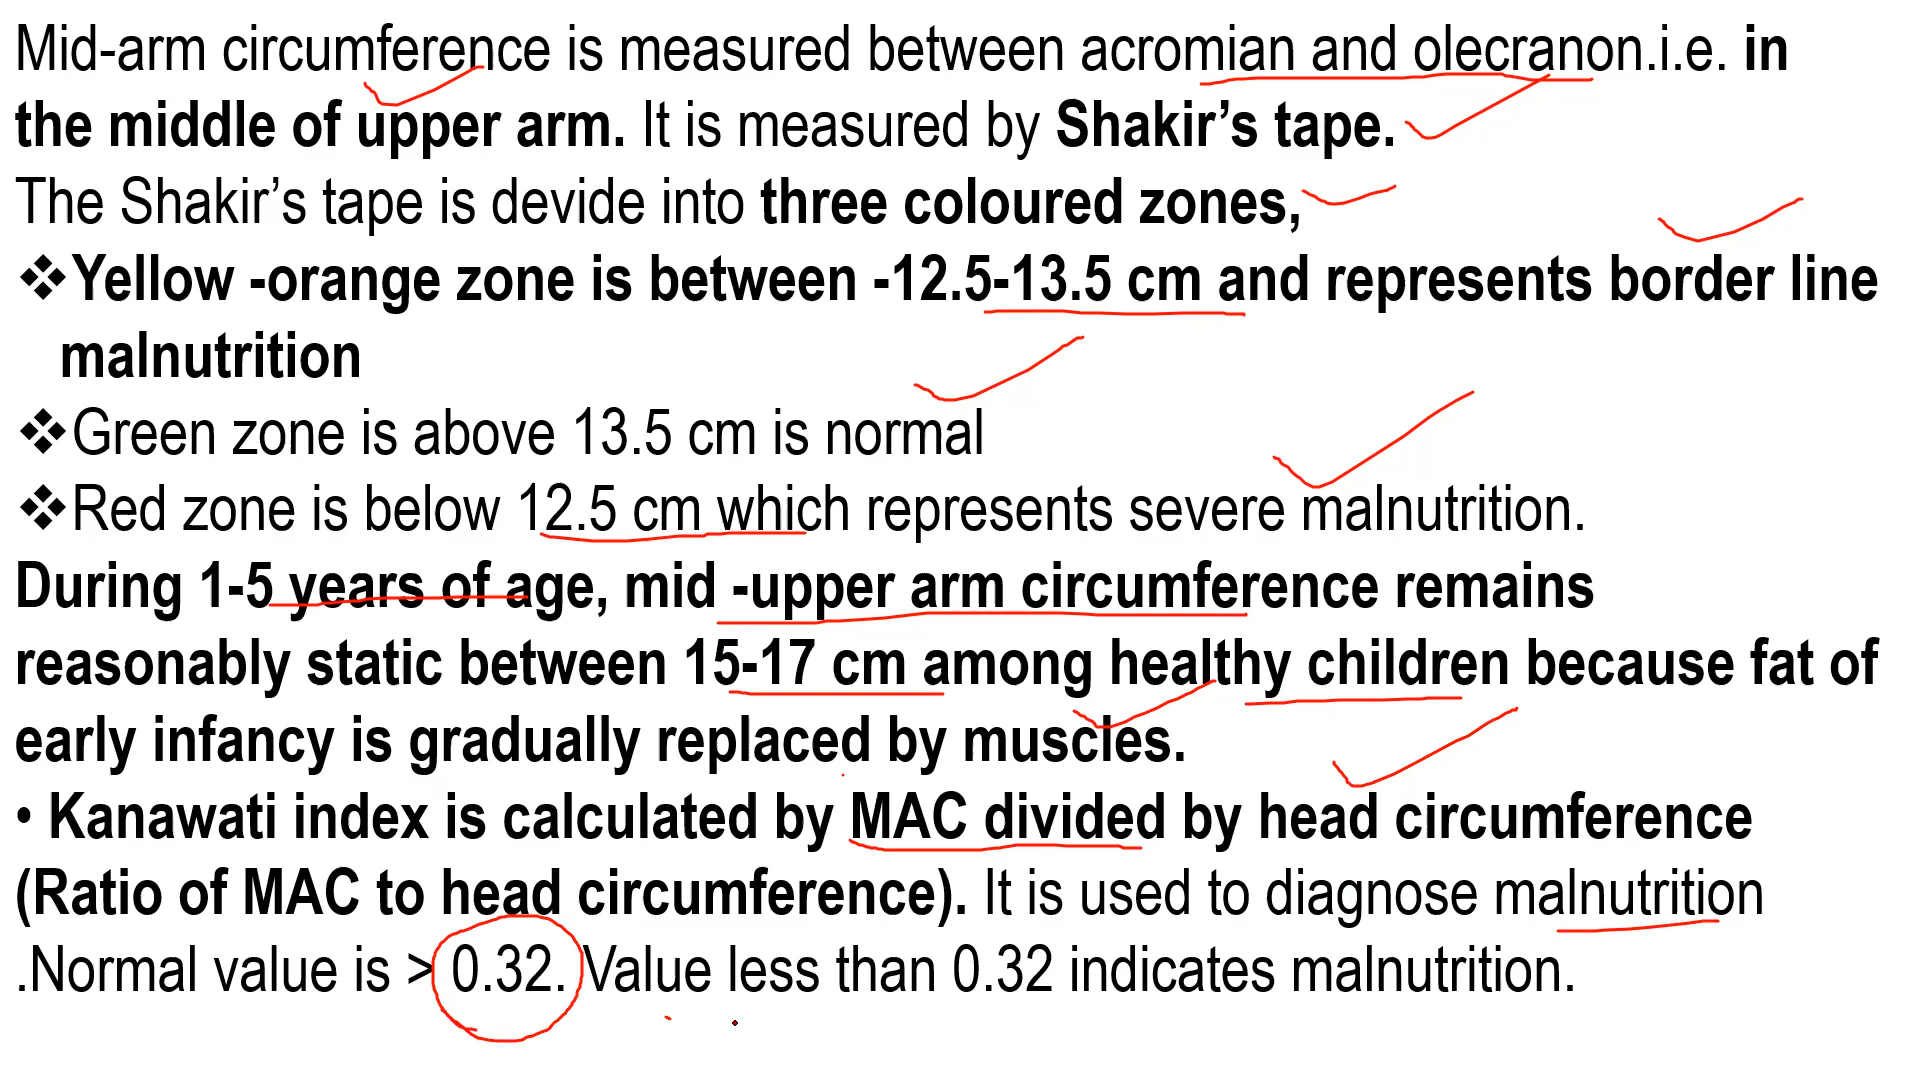 Mid-arm circumference is measured between acromian and olecranon.i.e. in
the middle of upper arm. It is measured by Shakir’s tape.
The Shakir’s tape is devide into three coloured zones,
❖Yellow -orange zone is between -12.5-13.5 cm and represents border line
malnutrition
❖Green zone is above 13.5 cm is normal
❖Red zone is below 12.5 cm which represents severe malnutrition.
During 1-5 years of age, mid -upper arm circumference remains
reasonably static between 15-17 cm among healthy children because fat of
early infancy is gradually replaced by muscles.
• Kanawati index is calculated by MAC divided by head circumference
(Ratio of MAC to head circumference). It is used to diagnose malnutrition
.Normal value is > 0.32. Value less than 0.32 indicates malnutrition.